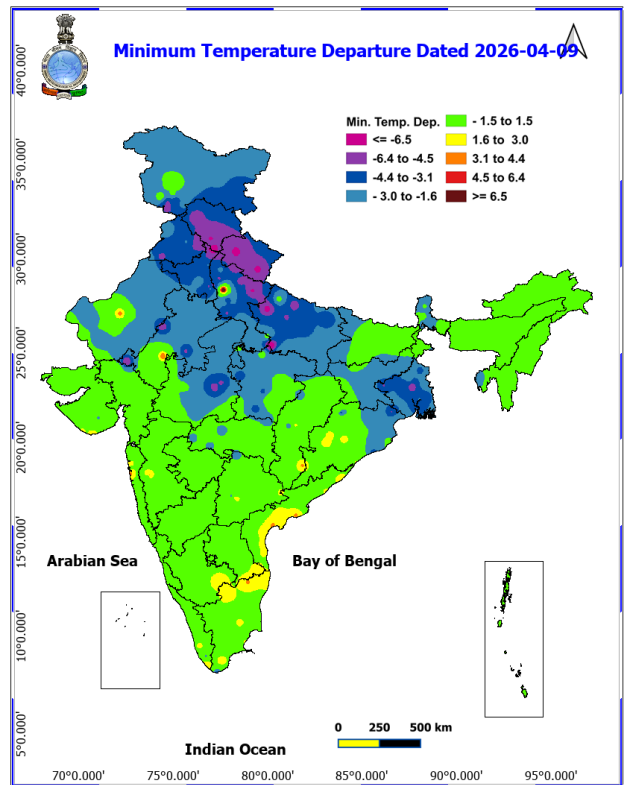 Minimum Temperature Departure Dated 2026-04-09
Min. Temp. Dep.
<= -6.5
-6.4 to -4.5
-4.4 to -3.1
- 3.0 to -1.6
- 1.5 to 1.5
1.6 to 3.0
3.1 to 4.4
4.5 to 6.4
>= 6.5
40°0.000'
35°0.000'
30°0.000'
25°0.000'
20°0.000'
15°0.000'
10°0.000'
5°0.000'
Arabian Sea
Bay of Bengal
Indian Ocean
0 250 500 km
70°0.000' 75°0.000' 80°0.000' 85°0.000' 90°0.000' 95°0.000'